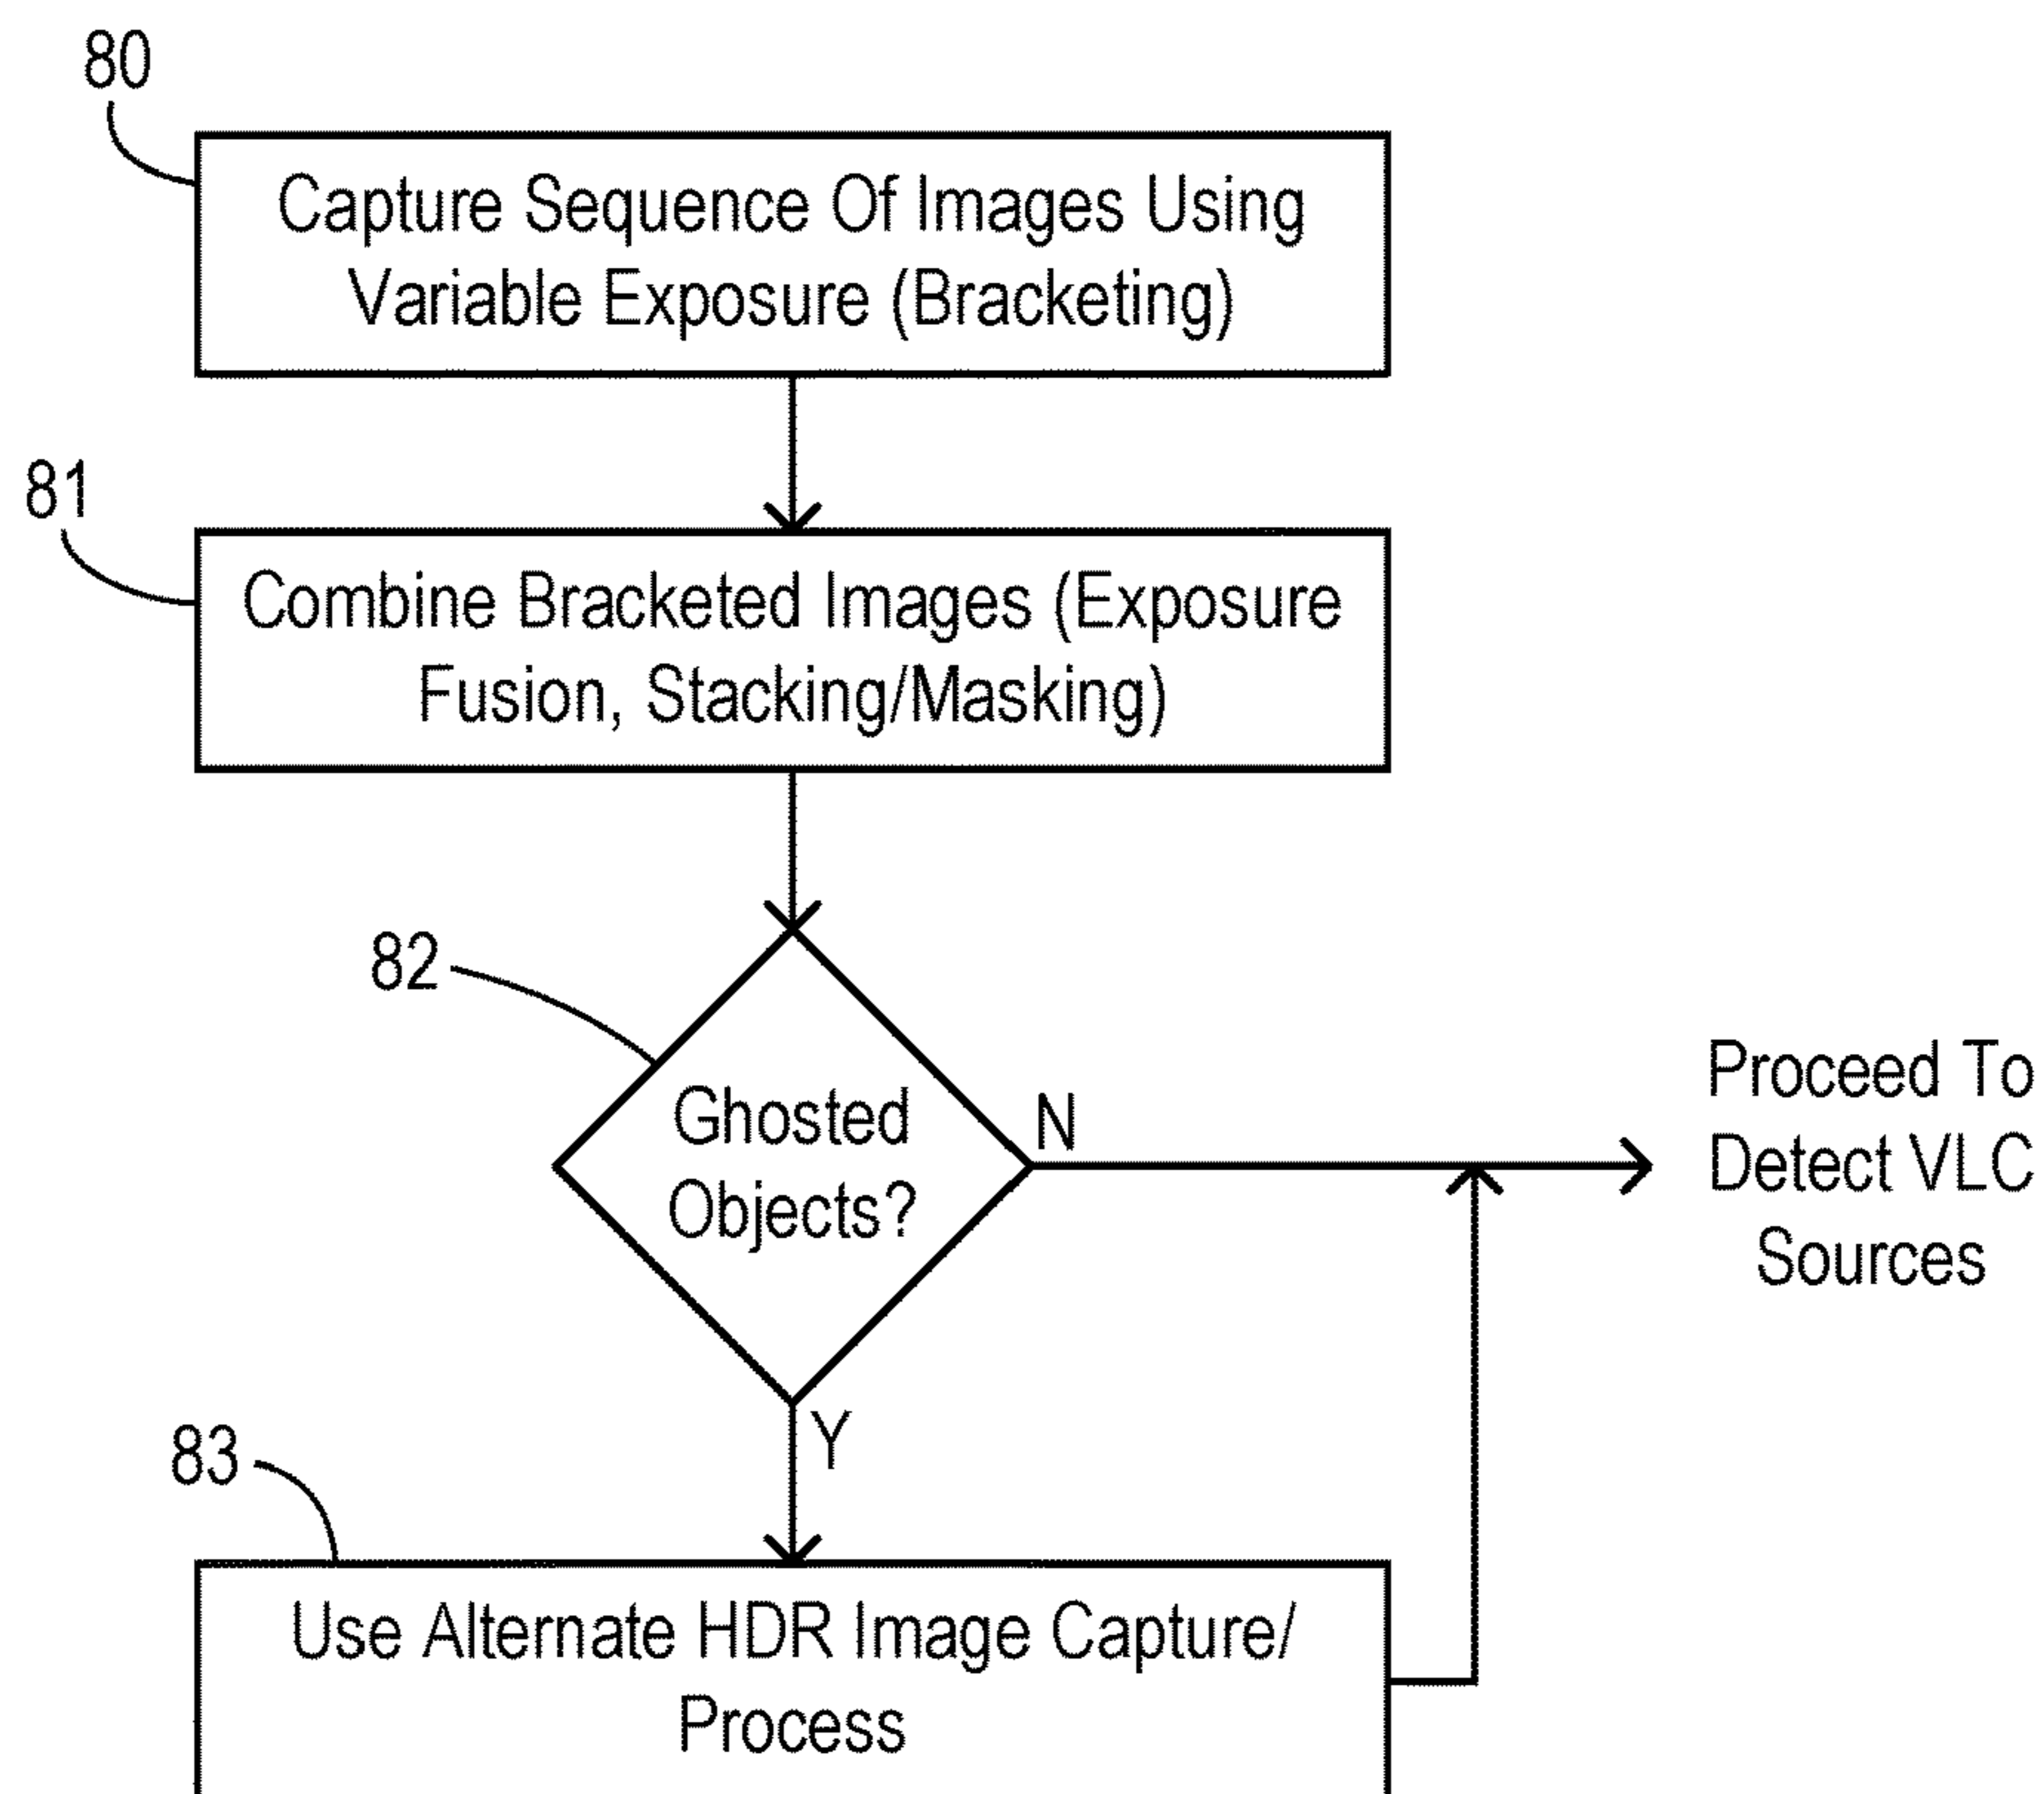 80
Capture Sequence Of Images Using
Variable Exposure (Bracketing)
81
Combine Bracketed Images (Exposure
Fusion, Stacking/Masking)
82
Ghosted
Objects?
N
Proceed To
Detect VLC
Sources
Y
83
Use Alternate HDR Image Capture/
Process